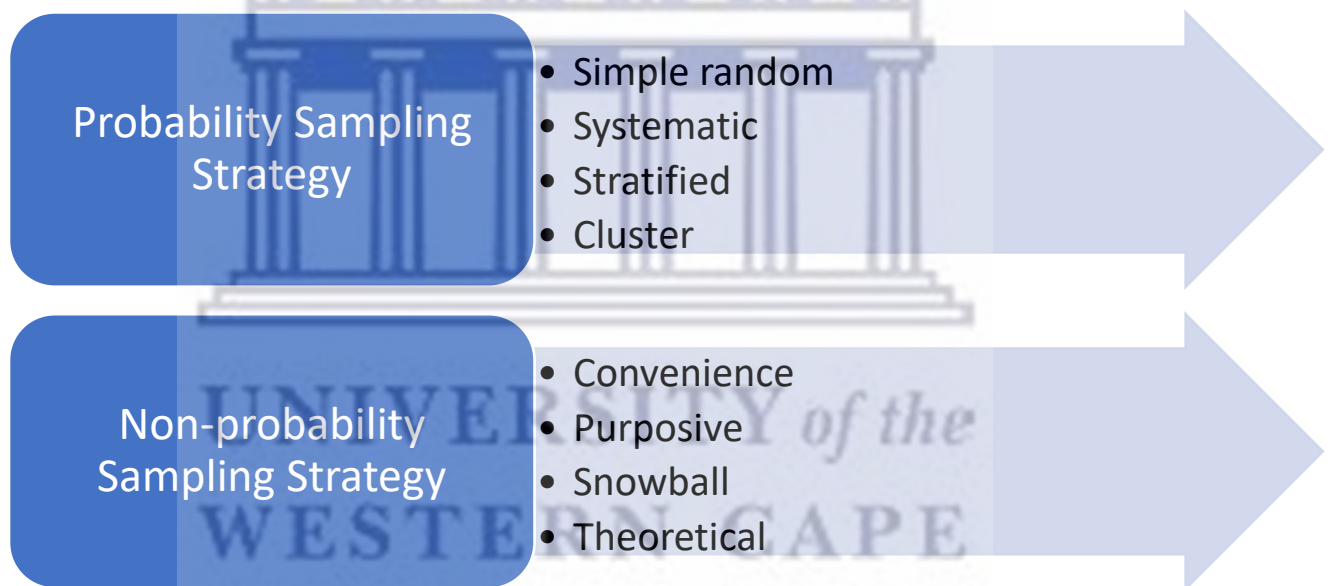 Probability Sampling
Strategy
• Simple random
• Systematic
• Stratified
• Cluster
Non-probability
Sampling Strategy
• Convenience
• Purposive
• Snowball
• Theoretical
UNIVERSITY of the
WESTERN CAPE